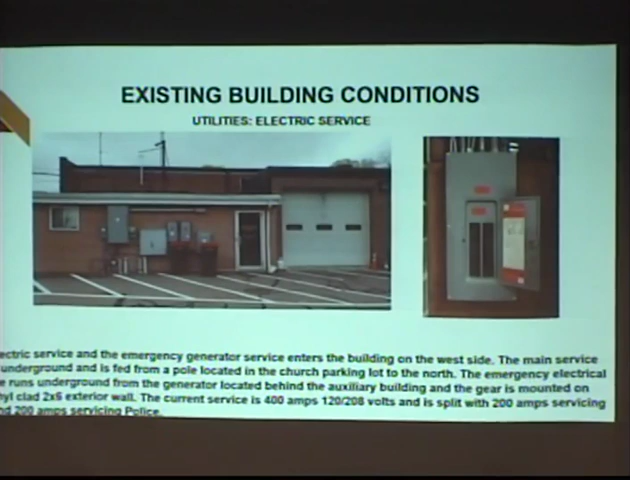 EXISTING BUILDING CONDITIONS
UTILITIES: ELECTRIC SERVICE
ectric service and the emergency generator service enters the building on the west side. The main service
underground and is fed from a pole located in the church parking lot to the north. The emergency electrical
e runs underground from the generator located behind the auxiliary building and the gear is mounted on
nyl clad 2x6 exterior wall. The current service is 400 amps 120/208 volts and is split with 200 amps servicing
nd 200 amps servicing Police.